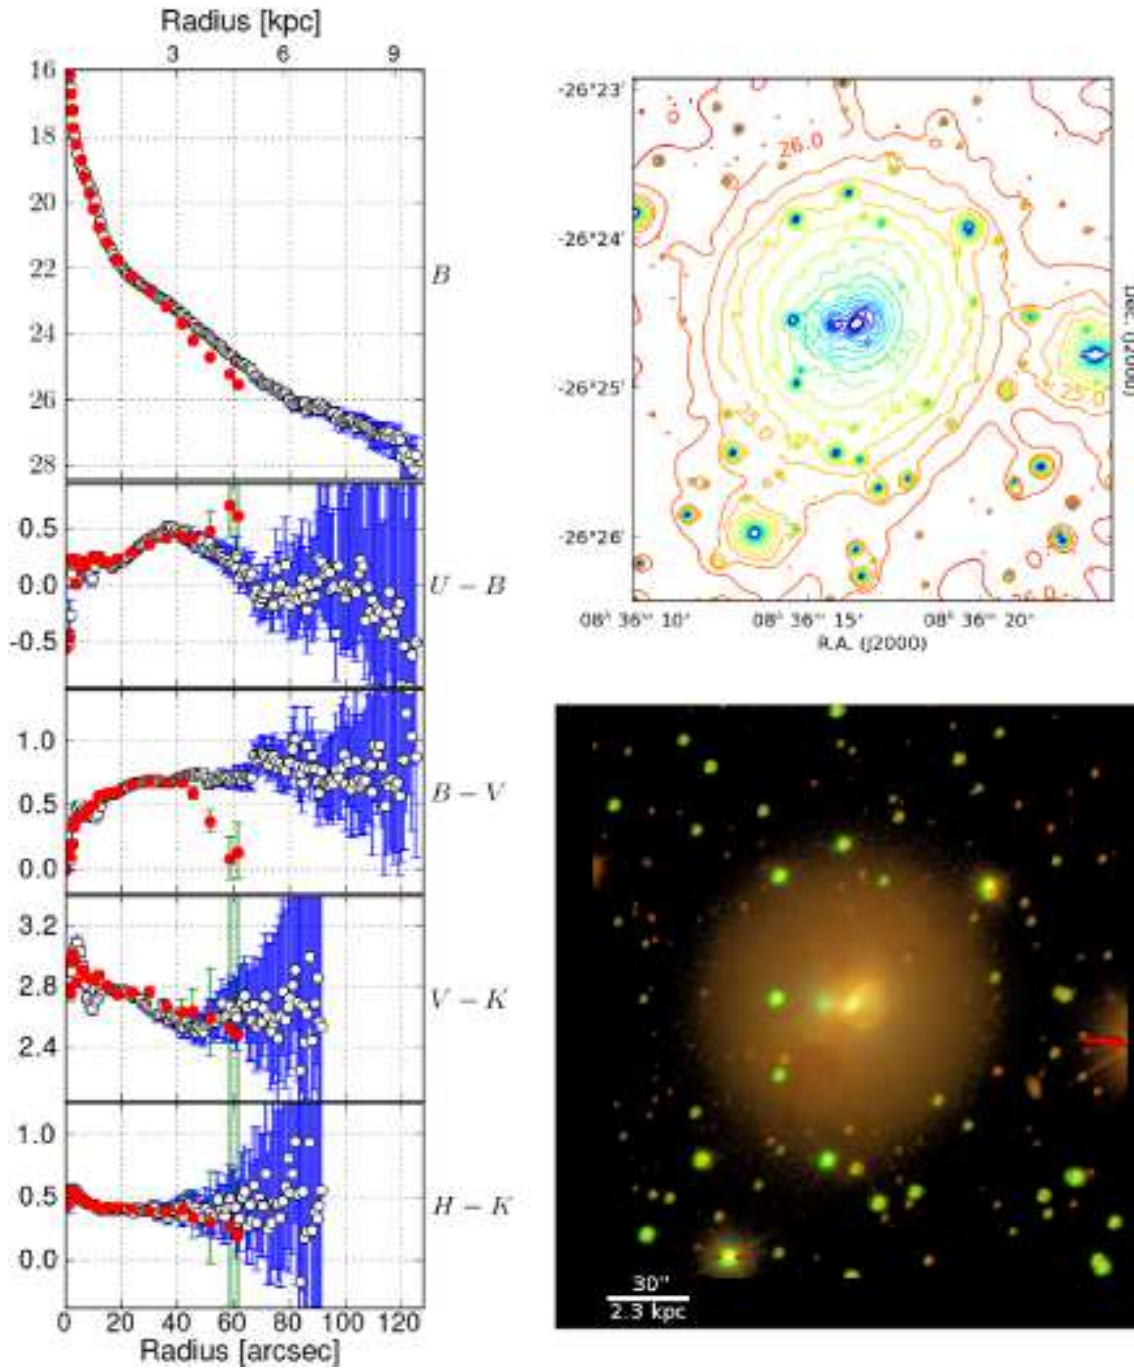 Radius [kpc]
3 6 9
16
18
20
22
24
26
28
B
0.5
0.0
-0.5
U − B
1.0
0.5
0.0
B − V
3.2
2.8
2.4
V − K
1.0
0.5
0.0
H − K
0 20 40 60 80 100 120
Radius [arcsec]
-26°23′
-26°24′
-26°25′
-26°26′
26.0
25.0
Dec. (J2000)
08ʰ 36ᵐ 10ˢ 08ʰ 36ᵐ 15ˢ 08ʰ 36ᵐ 20ˢ
R.A. (J2000)
30"
2.3 kpc